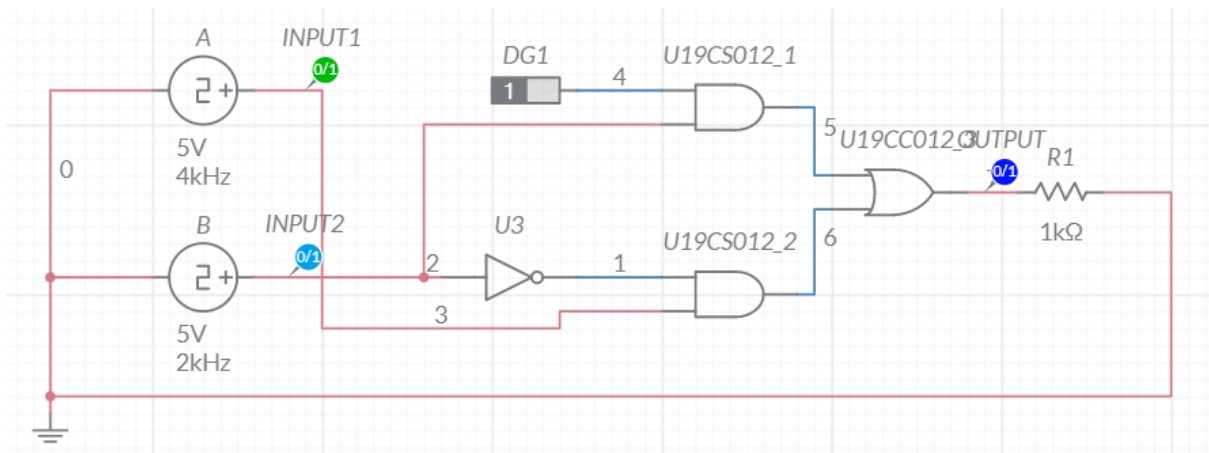 A
INPUT1
0/1
DG1
1
4
U19CS012_1
5V
4kHz
0
5
U19CC012_3
OUTPUT
0/1
R1
1kΩ
B
INPUT2
0/1
2
U3
1
U19CS012_2
6
3
5V
2kHz